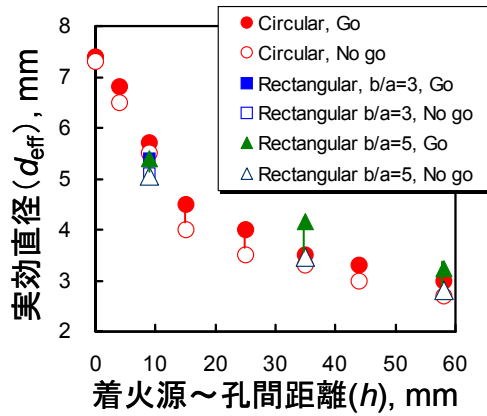 実効直径(deff), mm
8
7
6
5
4
3
2
0 10 20 30 40 50 60
着火源～孔間距離(h), mm
Circular, Go
Circular, No go
Rectangular, b/a=3, Go
Rectangular, b/a=3, No go
Rectangular b/a=5, Go
Rectangular b/a=5, No go